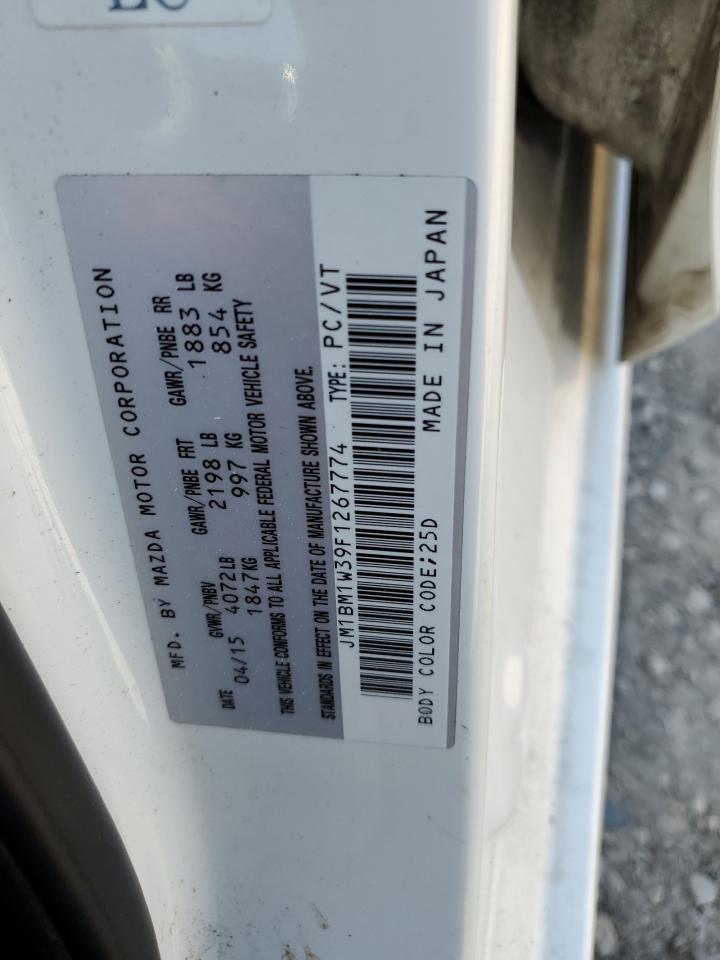 MFD. BY MAZDA MOTOR CORPORATION
DATE GVWR/PNBV GAWR/PNBE FRT GAWR/PNBE RR
04/15 4072LB 2198 LB 1883 LB
1847KG 997 KG 854 KG
THIS VEHICLE CONFORMS TO ALL APPLICABLE FEDERAL MOTOR VEHICLE SAFETY
STANDARDS IN EFFECT ON THE DATE OF MANUFACTURE SHOWN ABOVE.
JM1BM1W39F1267774 TYPE: PC/VT
BODY COLOR CODE;25D MADE IN JAPAN